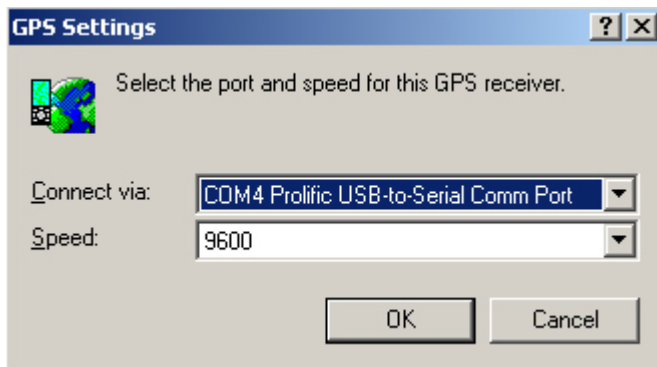 GPS Settings
Select the port and speed for this GPS receiver.
Connect via: COM4 Prolific USB-to-Serial Comm Port
Speed: 9600
OK Cancel